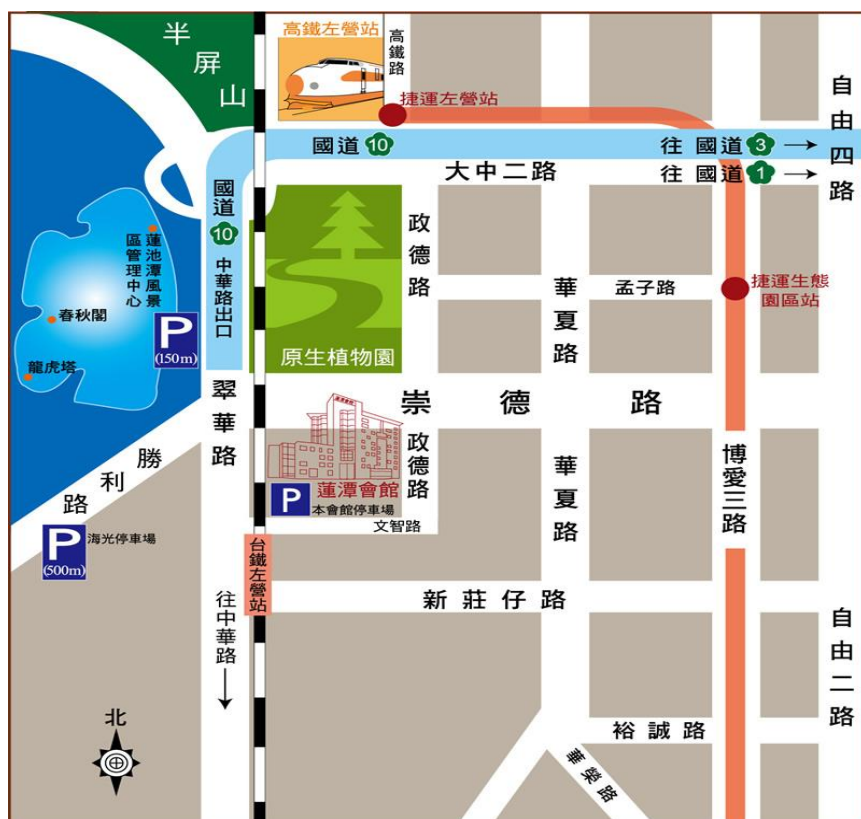 半屏山
高鐵左營站
高鐵路
捷運左營站
自由四路
國道 10
往 國道 3 →
往 國道 1 →
大中二路
國道 10 中華路出口
蓮池潭風景
區管理中心
春秋閣
龍虎塔
P
(150m)
政德路
華夏路
孟子路
捷運生態
園區站
原生植物園
翠華路
崇德路
勝利路
政德路
華夏路
博愛三路
P
蓮潭會館
本會館停車場
文智路
P
(500m)
海光停車場
台鐵左營站
新莊仔路
往中華路
自由二路
裕誠路
華榮路
北